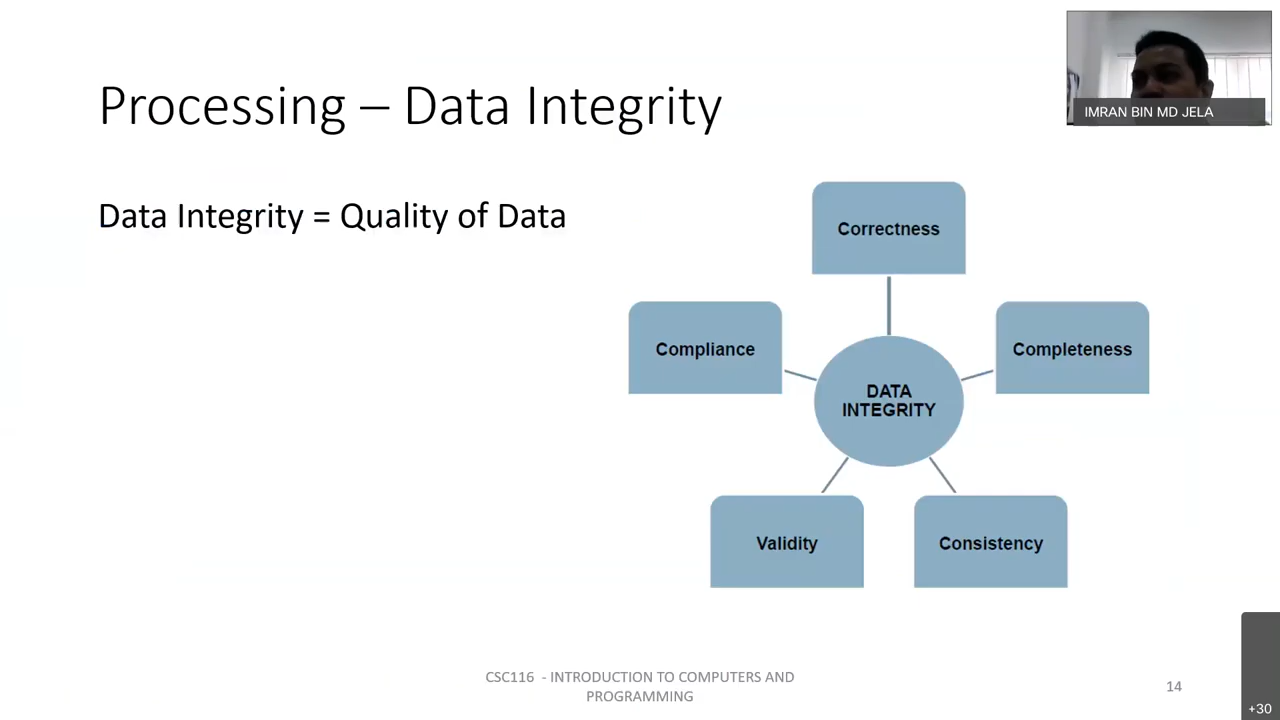 Processing – Data Integrity
IMRAN BIN MD JELA
Data Integrity = Quality of Data
Correctness
Compliance
Completeness
DATA
INTEGRITY
Validity
Consistency
CSC116 - INTRODUCTION TO COMPUTERS AND
PROGRAMMING
14
+30